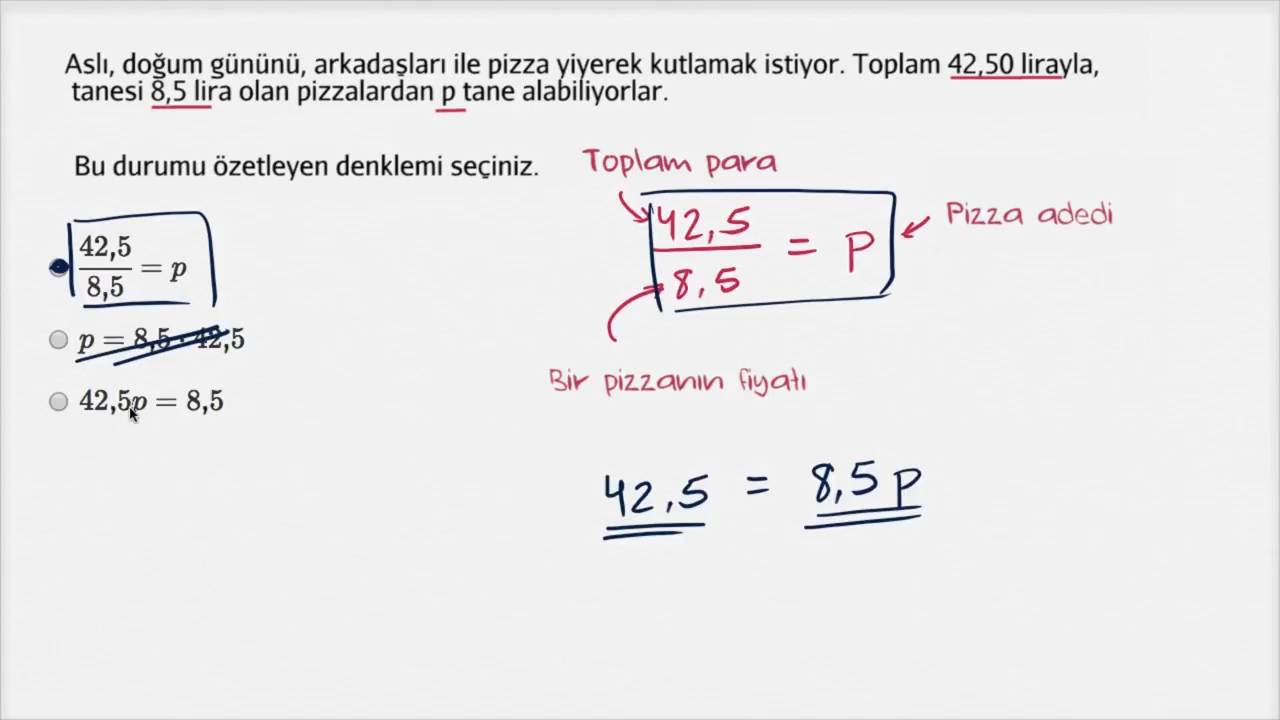 Aslı, doğum gününü, arkadaşları ile pizza yiyerek kutlamak istiyor. Toplam 42,50 lirayla,
tanesi 8,5 lira olan pizzalardan p tane alabiliyorlar.
Bu durumu özetleyen denklemi seçiniz.
42,5
8,5
= p
p = 8,5 · 42,5
42,5p = 8,5
Toplam para
42,5
8,5
= p
Pizza adedi
Bir pizzanın fiyatı
42,5 = 8,5 p